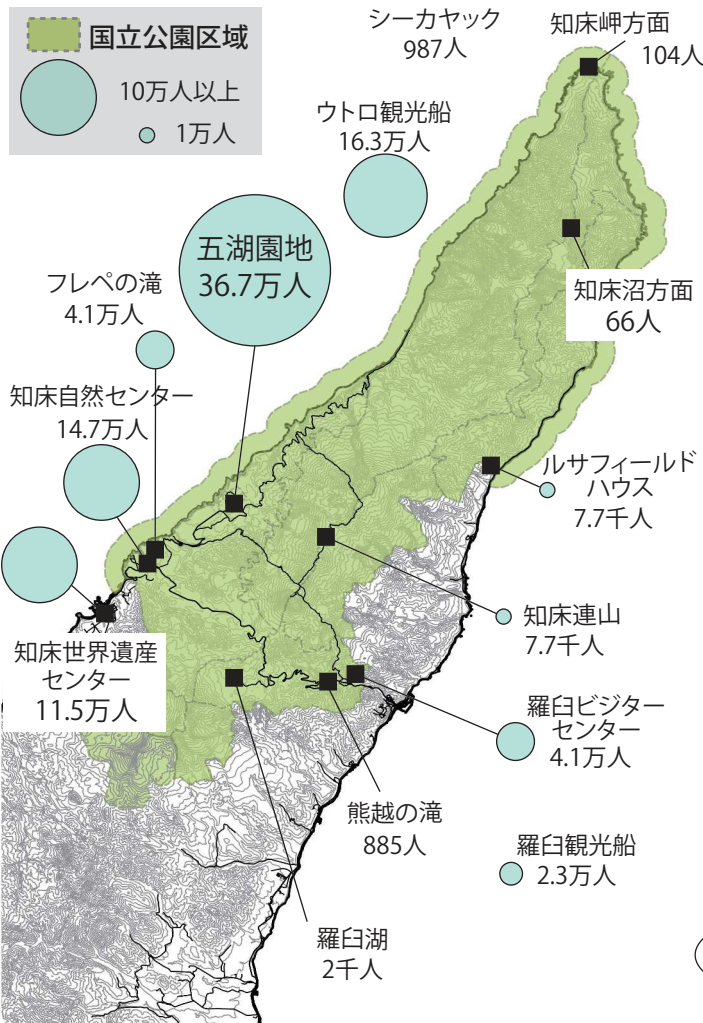 国立公園区域
10万人以上
1万人
シーカヤック
987人
知床岬方面
104人
ウトロ観光船
16.3万人
五湖園地
36.7万人
知床沼方面
66人
フレペの滝
4.1万人
知床自然センター
14.7万人
ルサフィールド
ハウス
7.7千人
知床連山
7.7千人
知床世界遺産
センター
11.5万人
羅臼ビジター
センター
4.1万人
熊越の滝
885人
羅臼観光船
2.3万人
羅臼湖
2千人